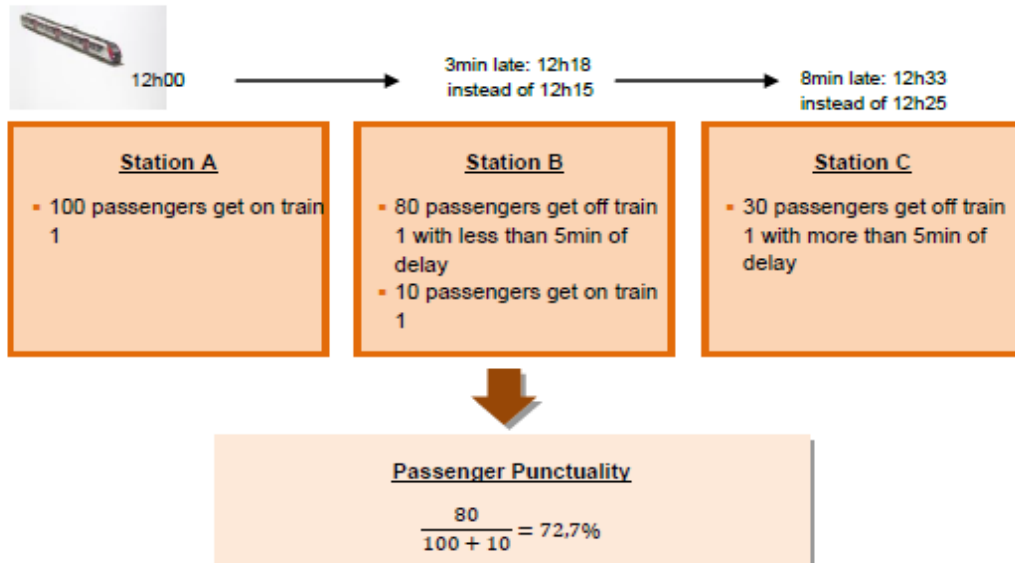 12h00
3min late: 12h18
instead of 12h15
8min late: 12h33
instead of 12h25
Station A
▪ 100 passengers get on train
1
Station B
▪ 80 passengers get off train
1 with less than 5min of
delay
▪ 10 passengers get on train
1
Station C
▪ 30 passengers get off train
1 with more than 5min of
delay
Passenger Punctuality
80
100 + 10
= 72,7%